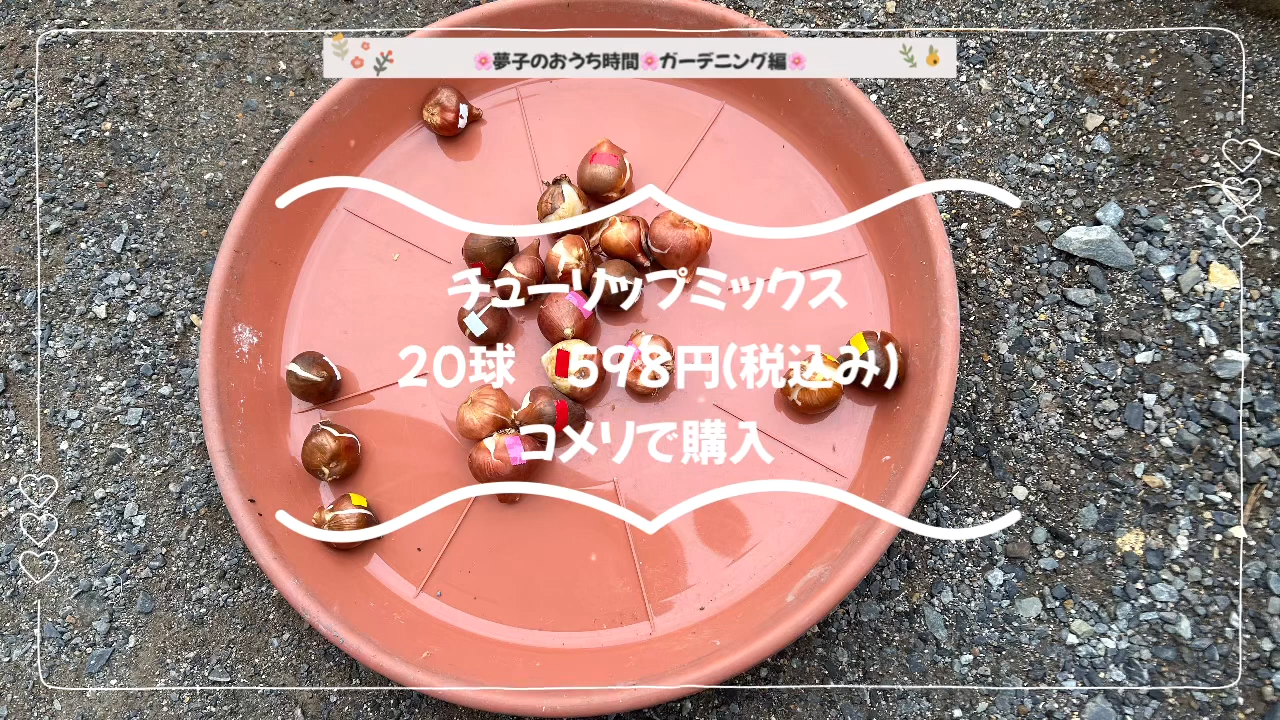 🌸夢子のおうち時間🌸ガーデニング編🌸
チューリップミックス
20球 598円(税込み)
コメリで購入